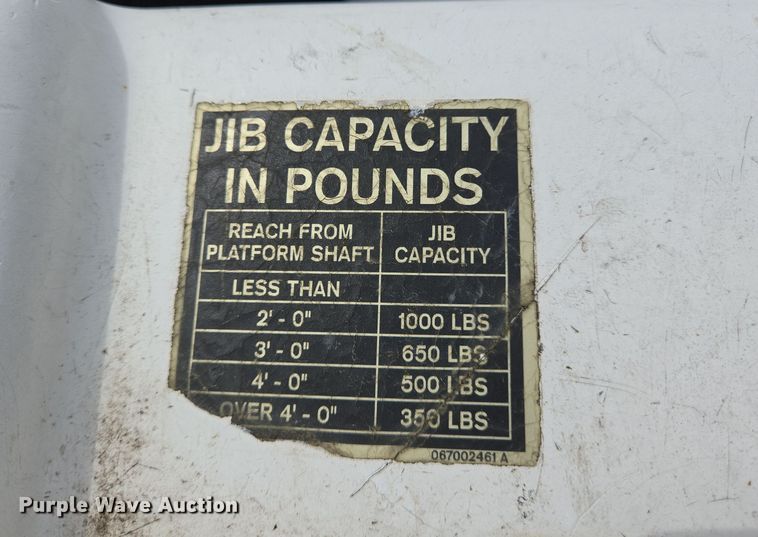 JIB CAPACITY
IN POUNDS
REACH FROM
PLATFORM SHAFT
JIB
CAPACITY
LESS THAN
2' - 0" 1000 LBS
3' - 0" 650 LBS
4' - 0" 500 LBS
OVER 4' - 0" 350 LBS
067002461 A
Purple Wave Auction